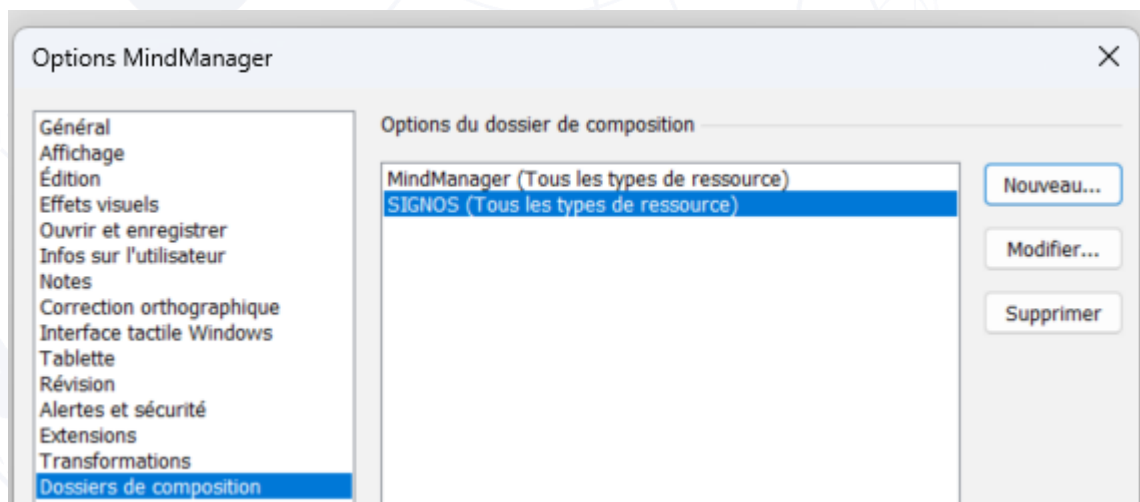 Options MindManager
Général
Affichage
Édition
Effets visuels
Ouvrir et enregistrer
Infos sur l'utilisateur
Notes
Correction orthographique
Interface tactile Windows
Tablette
Révision
Alertes et sécurité
Extensions
Transformations
Dossiers de composition
Options du dossier de composition
MindManager (Tous les types de ressource)
SIGNOS (Tous les types de ressource)
Nouveau...
Modifier...
Supprimer